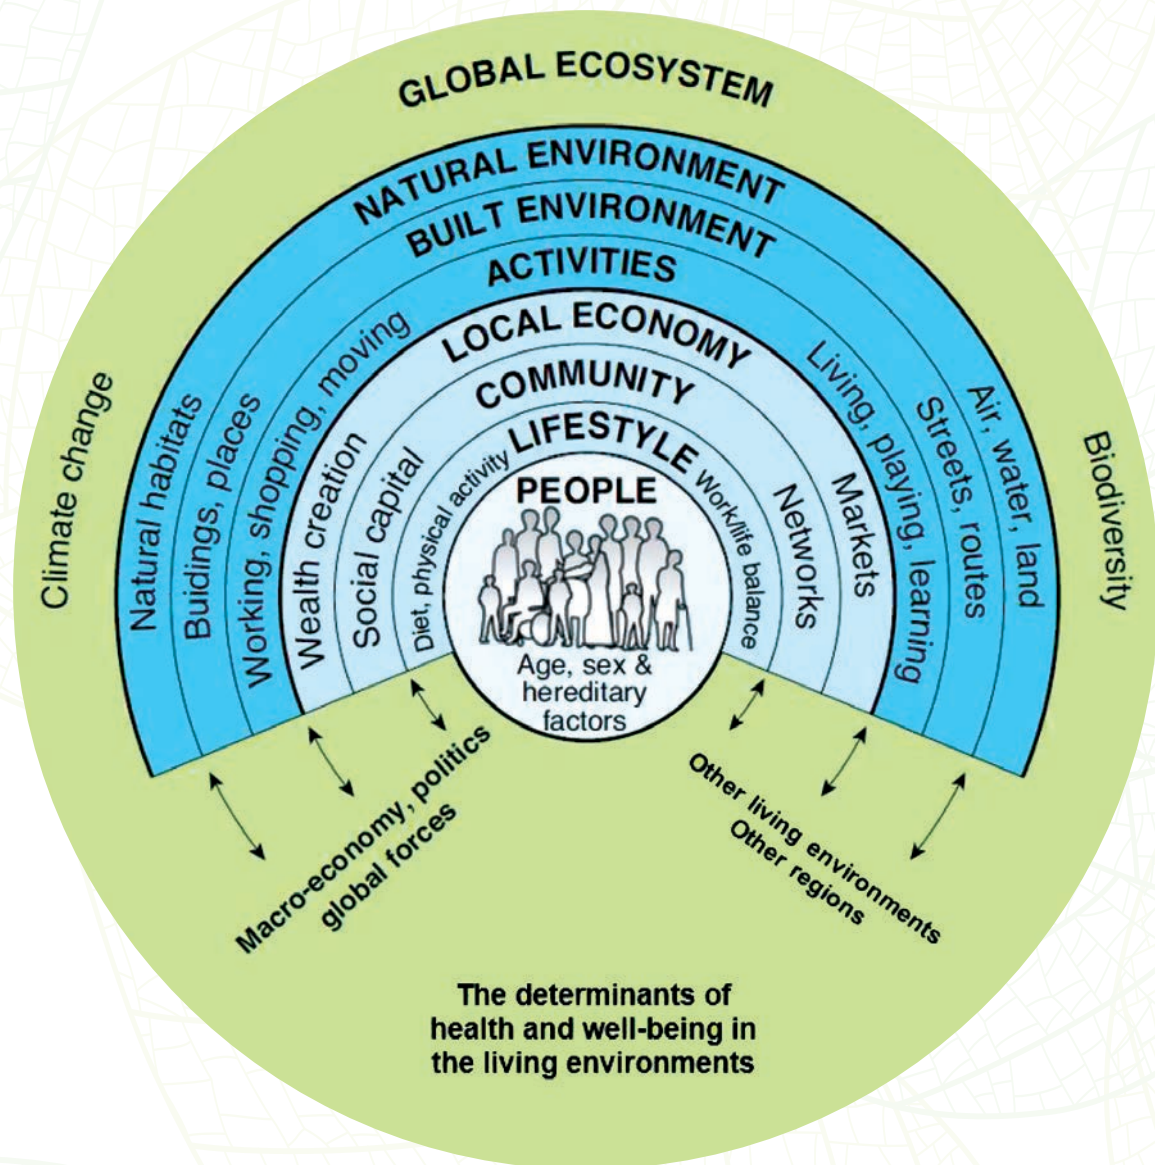 GLOBAL ECOSYSTEM
NATURAL ENVIRONMENT
BUILT ENVIRONMENT
ACTIVITIES
LOCAL ECONOMY
COMMUNITY
LIFESTYLE
PEOPLE
Age, sex &
hereditary
factors
Climate change
Natural habitats
Buidings, places
Working, shopping, moving
Wealth creation
Social capital
Diet, physical activity
Work/life balance
Networks
Markets
Living, playing, learning
Streets, routes
Air, water, land
Biodiversity
Macro-economy, politics
global forces
Other living environments
Other regions
The determinants of
health and well-being in
the living environments